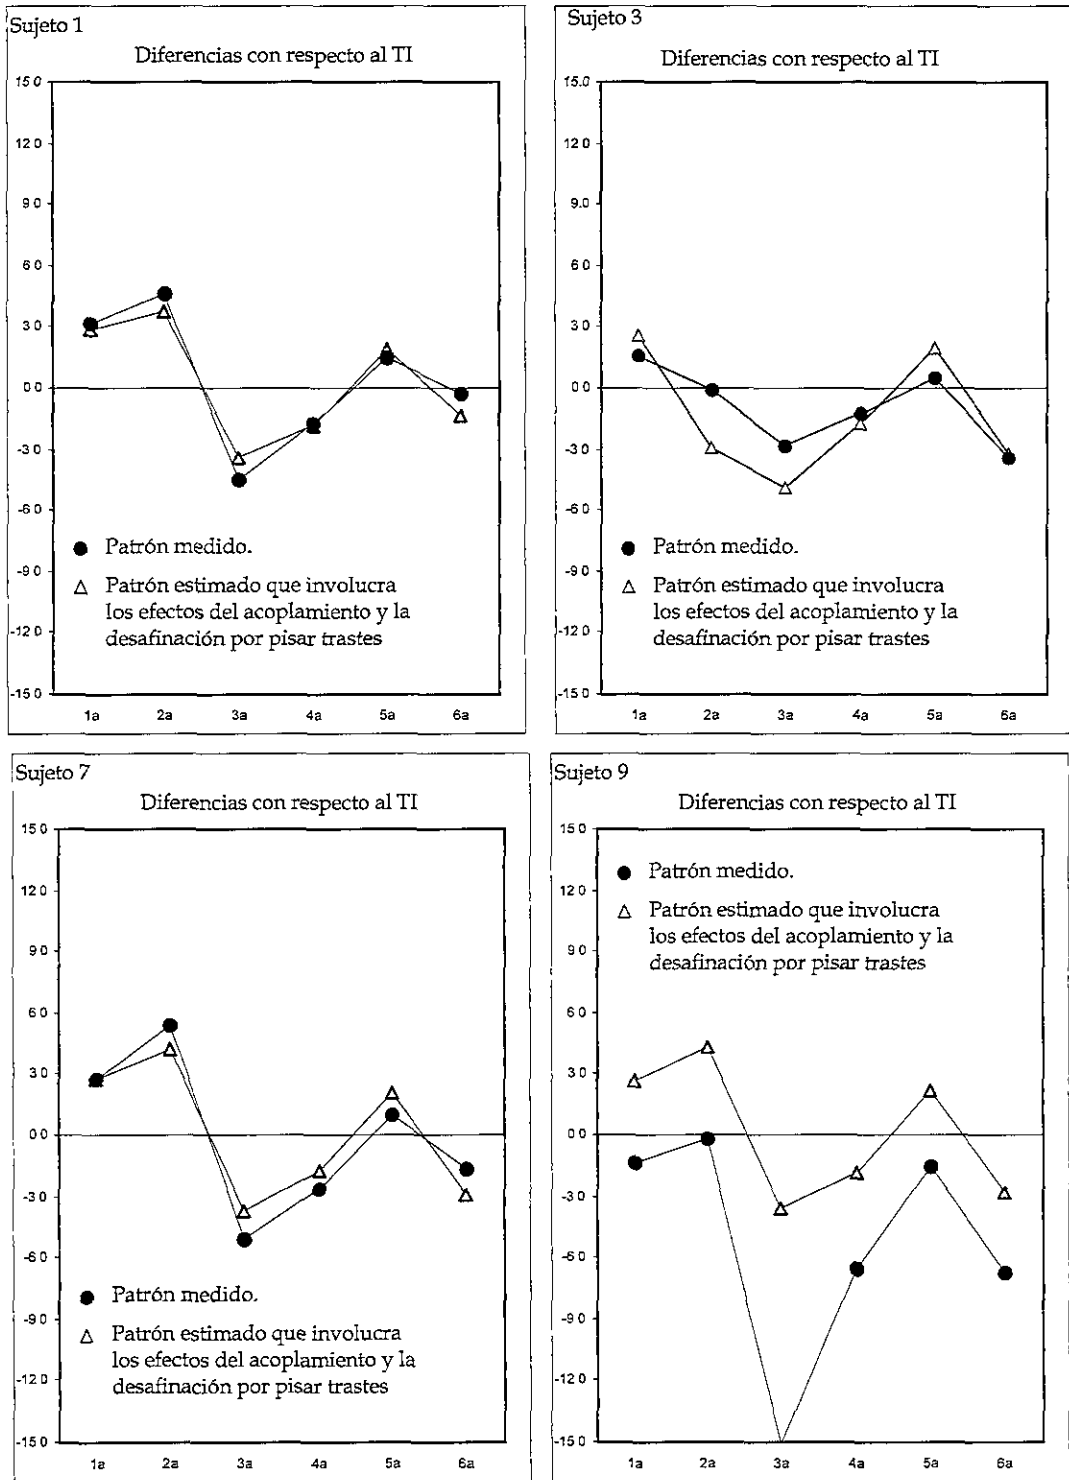 Sujeto 1
Diferencias con respecto al TI
15 0
12 0
9 0
6 0
3 0
0 0
-3 0
-6 0
-9 0
-12 0
-15 0
Patrón medido.
Patrón estimado que involucra
los efectos del acoplamiento y la
desafinación por pisar trastes
1a 2a 3a 4a 5a 6a
Sujeto 3
Diferencias con respecto al TI
15.0
12 0
9.0
6 0
3 0
0 0
-3 0
-6 0
-9 0
-12 0
-15 0
Patrón medido.
Patrón estimado que involucra
los efectos del acoplamiento y la
desafinación por pisar trastes
1a 2a 3a 4a 5a 6a
Sujeto 7
Diferencias con respecto al TI
15 0
12 0
9 0
6 0
3 0
0 0
-3 0
-6 0
-9 0
-12 0
-15 0
Patrón medido.
Patrón estimado que involucra
los efectos del acoplamiento y la
desafinación por pisar trastes
1a 2a 3a 4a 5a 6a
Sujeto 9
Diferencias con respecto al TI
15 0
12 0
9 0
6 0
3 0
0 0
-3 0
-6 0
-9 0
-12 0
-15 0
Patrón medido.
Patrón estimado que involucra
los efectos del acoplamiento y la
desafinación por pisar trastes
1a 2a 3a 4a 5a 6a